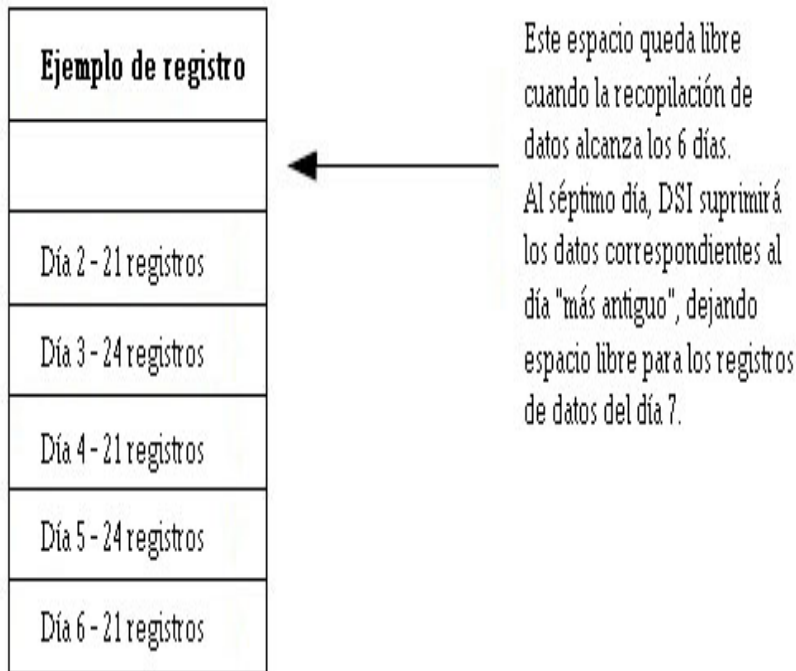 Ejemplo de registro
Día 2 - 21 registros
Día 3 - 24 registros
Día 4 - 21 registros
Día 5 - 24 registros
Día 6 - 21 registros
Este espacio queda libre
cuando la recopilación de
datos alcanza los 6 días.
Al séptimo día, DSI suprimirá
los datos correspondientes al
día "más antiguo", dejando
espacio libre para los registros
de datos del día 7.